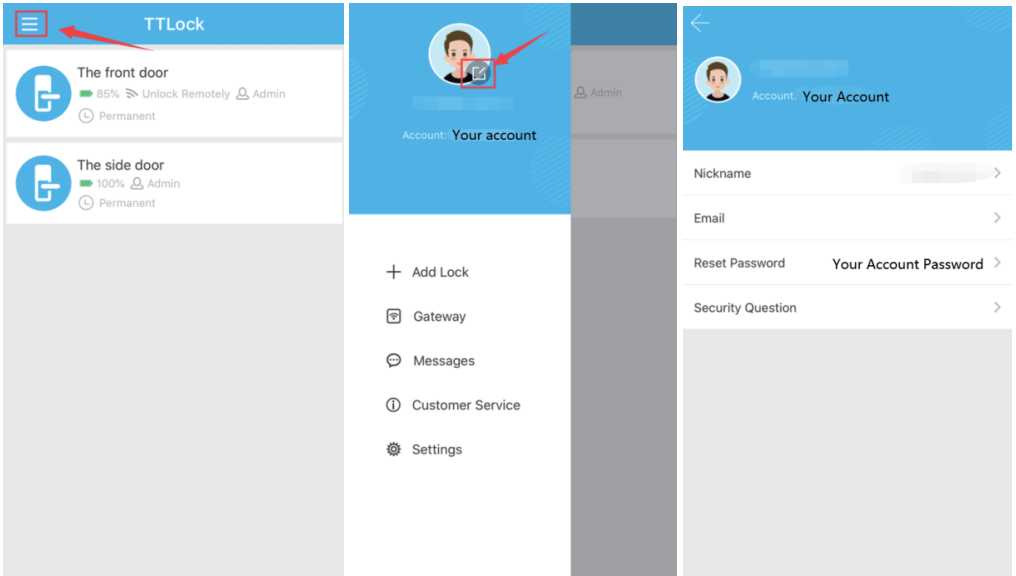 TTLock
The front door
85% Unlock Remotely Admin
Permanent
The side door
100% Admin
Permanent
Account: Your account
Admin
Add Lock
Gateway
Messages
Customer Service
Settings
Account. Your Account
Nickname
Email
Reset Password Your Account Password
Security Question